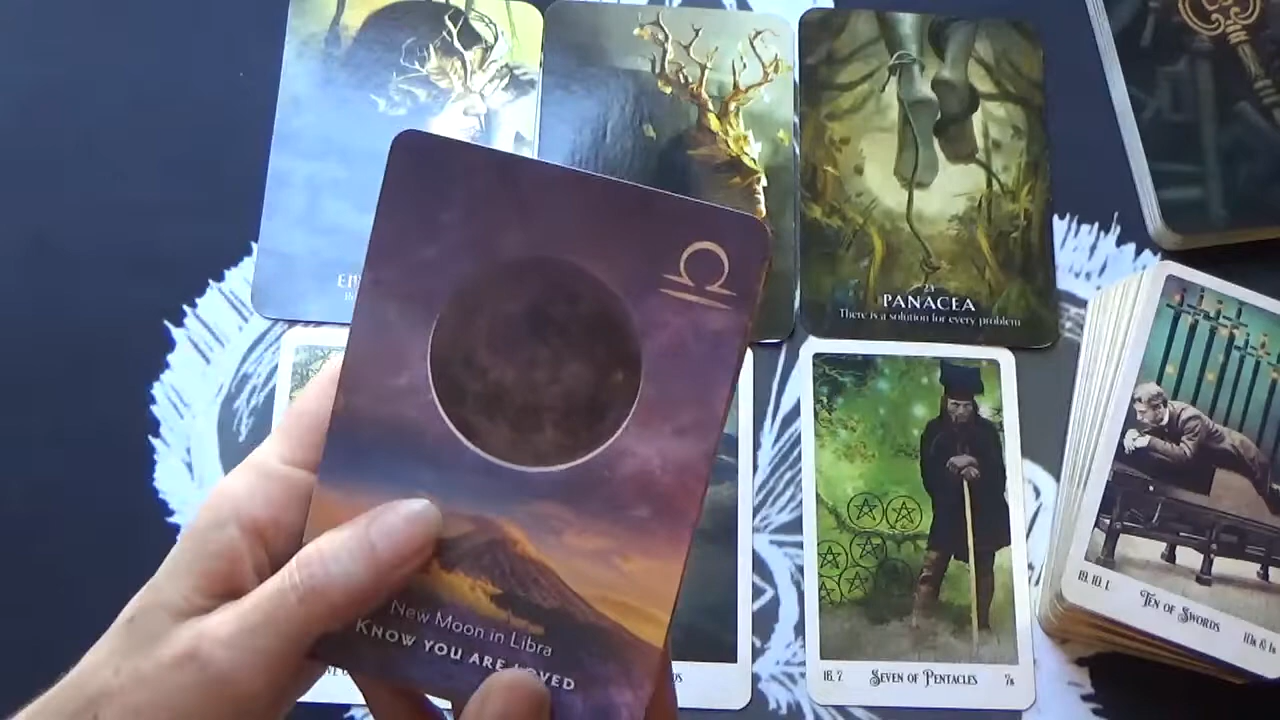 23
PANACEA
There is a solution for every problem
New Moon in Libra
KNOW YOU ARE LOVED
SEVEN OF PENTACLES
TEN OF SWORDS